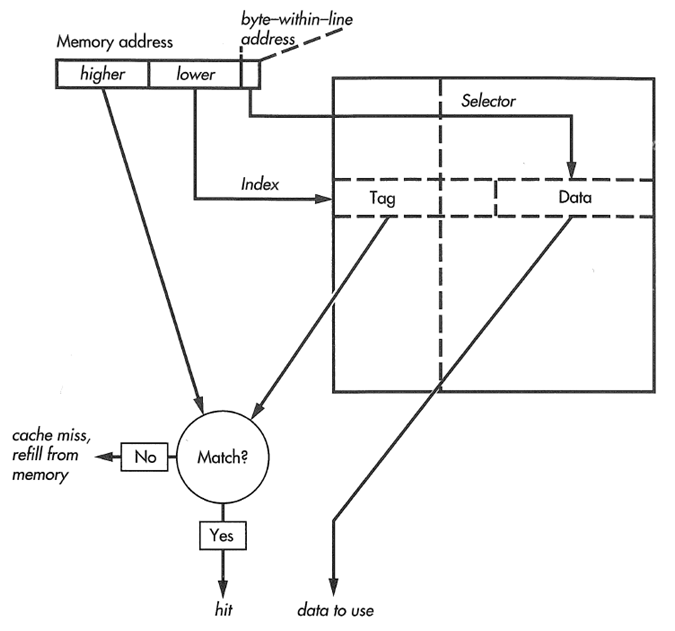 byte–within–line
address
Memory address
higher
lower
Selector
Index
Tag
Data
cache miss,
refill from
memory
No
Match?
Yes
hit
data to use